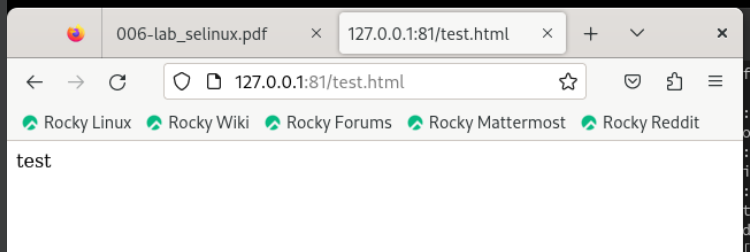 006-lab_selinux.pdf
127.0.0.1:81/test.html
127.0.0.1:81/test.html
Rocky Linux
Rocky Wiki
Rocky Forums
Rocky Mattermost
Rocky Reddit
test